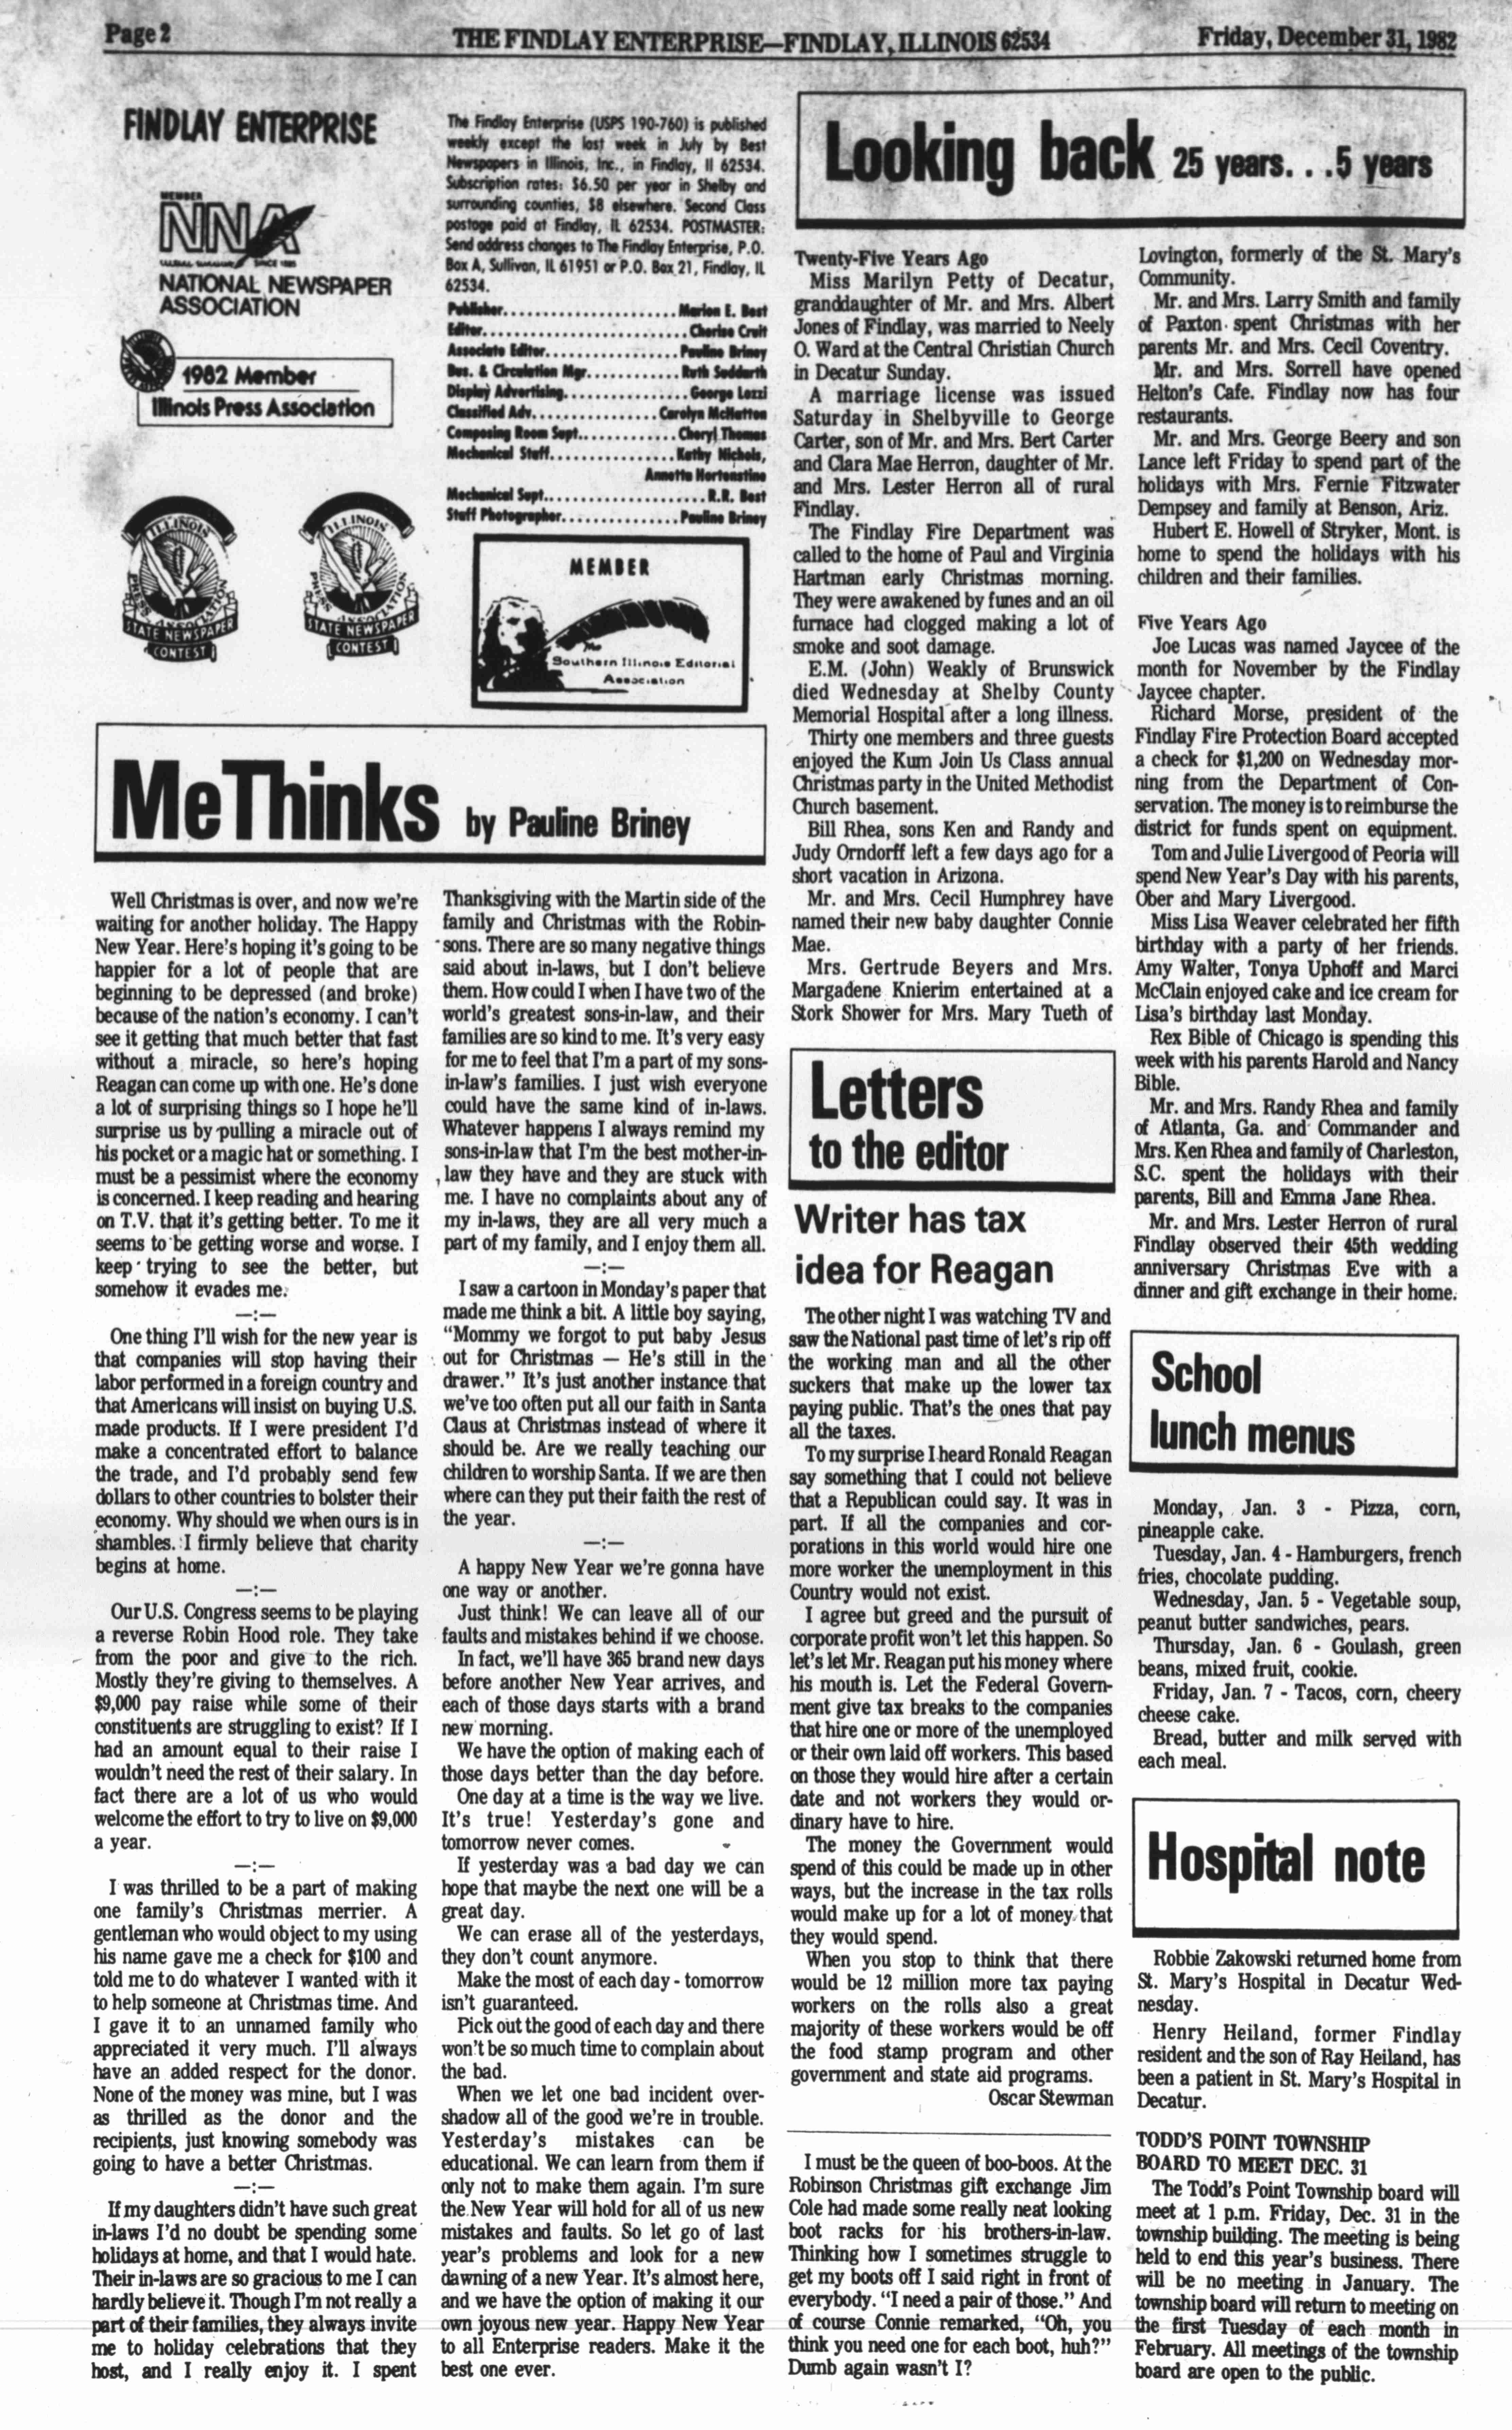 Page 2
THE FINDLAY ENTERPRISE—FINDLAY, ILLINOIS 62534
Friday, December 31, 1982
FINDLAY ENTERPRISE
MEMBER
NNA
SINCE 1885
NATIONAL NEWSPAPER
ASSOCIATION
1982 Member
Illinois Press Association
ILLINOIS
PRESS ASSOCIATION
STATE NEWSPAPER
CONTEST
ILLINOIS
PRESS ASSOCIATION
STATE NEWSPAPER
CONTEST
The Findlay Enterprise (USPS 190-760) is published
weekly except the last week in July by Best
Newspapers in Illinois, Inc., in Findlay, Il 62534.
Subscription rates: $6.50 per year in Shelby and
surrounding counties, $8 elsewhere. Second Class
postage paid at Findlay, IL 62534. POSTMASTER:
Send address changes to The Findlay Enterprise, P.O.
Box A, Sullivan, IL 61951 or P.O. Box 21, Findlay, IL
62534.
Publisher......................Marion E. Best
Editor..........................Cherise Cruit
Associate Editor................Pauline Briney
Bus. & Circulation Mgr............Ruth Suddarth
Display Advertising...............George Lozzi
Classified Adv................Carolyn McHatton
Composing Room Supt............Cheryl Thomas
Mechanical Staff................Kathy Nichols,
Annette Hortenstine
Mechanical Supt.....................R.R. Best
Staff Photographer...............Pauline Briney
MEMBER
The
Southern Illinois Editorial
Association
MeThinks by Pauline Briney
Well Christmas is over, and now we're
waiting for another holiday. The Happy
New Year. Here's hoping it's going to be
happier for a lot of people that are
beginning to be depressed (and broke)
because of the nation's economy. I can't
see it getting that much better that fast
without a miracle, so here's hoping
Reagan can come up with one. He's done
a lot of surprising things so I hope he'll
surprise us by pulling a miracle out of
his pocket or a magic hat or something. I
must be a pessimist where the economy
is concerned. I keep reading and hearing
on T.V. that it's getting better. To me it
seems to be getting worse and worse. I
keep trying to see the better, but
somehow it evades me.
—:—
One thing I'll wish for the new year is
that companies will stop having their
labor performed in a foreign country and
that Americans will insist on buying U.S.
made products. If I were president I'd
make a concentrated effort to balance
the trade, and I'd probably send few
dollars to other countries to bolster their
economy. Why should we when ours is in
shambles. I firmly believe that charity
begins at home.
—:—
Our U.S. Congress seems to be playing
a reverse Robin Hood role. They take
from the poor and give to the rich.
Mostly they're giving to themselves. A
$9,000 pay raise while some of their
constituents are struggling to exist? If I
had an amount equal to their raise I
wouldn't need the rest of their salary. In
fact there are a lot of us who would
welcome the effort to try to live on $9,000
a year.
—:—
I was thrilled to be a part of making
one family's Christmas merrier. A
gentleman who would object to my using
his name gave me a check for $100 and
told me to do whatever I wanted with it
to help someone at Christmas time. And
I gave it to an unnamed family who
appreciated it very much. I'll always
have an added respect for the donor.
None of the money was mine, but I was
as thrilled as the donor and the
recipients, just knowing somebody was
going to have a better Christmas.
—:—
If my daughters didn't have such great
in-laws I'd no doubt be spending some
holidays at home, and that I would hate.
Their in-laws are so gracious to me I can
hardly believe it. Though I'm not really a
part of their families, they always invite
me to holiday celebrations that they
host, and I really enjoy it. I spent
Thanksgiving with the Martin side of the
family and Christmas with the Robin-
sons. There are so many negative things
said about in-laws, but I don't believe
them. How could I when I have two of the
world's greatest sons-in-law, and their
families are so kind to me. It's very easy
for me to feel that I'm a part of my sons-
in-law's families. I just wish everyone
could have the same kind of in-laws.
Whatever happens I always remind my
sons-in-law that I'm the best mother-in-
law they have and they are stuck with
me. I have no complaints about any of
my in-laws, they are all very much a
part of my family, and I enjoy them all.
—:—
I saw a cartoon in Monday's paper that
made me think a bit. A little boy saying,
"Mommy we forgot to put baby Jesus
out for Christmas — He's still in the
drawer." It's just another instance that
we've too often put all our faith in Santa
Claus at Christmas instead of where it
should be. Are we really teaching our
children to worship Santa. If we are then
where can they put their faith the rest of
the year.
—:—
A happy New Year we're gonna have
one way or another.
Just think! We can leave all of our
faults and mistakes behind if we choose.
In fact, we'll have 365 brand new days
before another New Year arrives, and
each of those days starts with a brand
new morning.
We have the option of making each of
those days better than the day before.
One day at a time is the way we live.
It's true! Yesterday's gone and
tomorrow never comes.
If yesterday was a bad day we can
hope that maybe the next one will be a
great day.
We can erase all of the yesterdays,
they don't count anymore.
Make the most of each day - tomorrow
isn't guaranteed.
Pick out the good of each day and there
won't be so much time to complain about
the bad.
When we let one bad incident over-
shadow all of the good we're in trouble.
Yesterday's mistakes can be
educational. We can learn from them if
only not to make them again. I'm sure
the New Year will hold for all of us new
mistakes and faults. So let go of last
year's problems and look for a new
dawning of a new Year. It's almost here,
and we have the option of making it our
own joyous new year. Happy New Year
to all Enterprise readers. Make it the
best one ever.
Looking back 25 years. . .5 years
Twenty-Five Years Ago
Miss Marilyn Petty of Decatur,
granddaughter of Mr. and Mrs. Albert
Jones of Findlay, was married to Neely
O. Ward at the Central Christian Church
in Decatur Sunday.
A marriage license was issued
Saturday in Shelbyville to George
Carter, son of Mr. and Mrs. Bert Carter
and Clara Mae Herron, daughter of Mr.
and Mrs. Lester Herron all of rural
Findlay.
The Findlay Fire Department was
called to the home of Paul and Virginia
Hartman early Christmas morning.
They were awakened by funes and an oil
furnace had clogged making a lot of
smoke and soot damage.
E.M. (John) Weakly of Brunswick
died Wednesday at Shelby County
Memorial Hospital after a long illness.
Thirty one members and three guests
enjoyed the Kum Join Us Class annual
Christmas party in the United Methodist
Church basement.
Bill Rhea, sons Ken and Randy and
Judy Orndorff left a few days ago for a
short vacation in Arizona.
Mr. and Mrs. Cecil Humphrey have
named their new baby daughter Connie
Mae.
Mrs. Gertrude Beyers and Mrs.
Margadene Knierim entertained at a
Stork Shower for Mrs. Mary Tueth of
Lovington, formerly of the St. Mary's
Community.
Mr. and Mrs. Larry Smith and family
of Paxton spent Christmas with her
parents Mr. and Mrs. Cecil Coventry.
Mr. and Mrs. Sorrell have opened
Helton's Cafe. Findlay now has four
restaurants.
Mr. and Mrs. George Beery and son
Lance left Friday to spend part of the
holidays with Mrs. Fernie Fitzwater
Dempsey and family at Benson, Ariz.
Hubert E. Howell of Stryker, Mont. is
home to spend the holidays with his
children and their families.
Five Years Ago
Joe Lucas was named Jaycee of the
month for November by the Findlay
Jaycee chapter.
Richard Morse, president of the
Findlay Fire Protection Board accepted
a check for $1,200 on Wednesday mor-
ning from the Department of Con-
servation. The money is to reimburse the
district for funds spent on equipment.
Tom and Julie Livergood of Peoria will
spend New Year's Day with his parents,
Ober and Mary Livergood.
Miss Lisa Weaver celebrated her fifth
birthday with a party of her friends.
Amy Walter, Tonya Uphoff and Marci
McClain enjoyed cake and ice cream for
Lisa's birthday last Monday.
Rex Bible of Chicago is spending this
week with his parents Harold and Nancy
Bible.
Mr. and Mrs. Randy Rhea and family
of Atlanta, Ga. and Commander and
Mrs. Ken Rhea and family of Charleston,
S.C. spent the holidays with their
parents, Bill and Emma Jane Rhea.
Mr. and Mrs. Lester Herron of rural
Findlay observed their 45th wedding
anniversary Christmas Eve with a
dinner and gift exchange in their home.
Letters
to the editor
Writer has tax
idea for Reagan
The other night I was watching TV and
saw the National past time of let's rip off
the working man and all the other
suckers that make up the lower tax
paying public. That's the ones that pay
all the taxes.
To my surprise I heard Ronald Reagan
say something that I could not believe
that a Republican could say. It was in
part. If all the companies and cor-
porations in this world would hire one
more worker the unemployment in this
Country would not exist.
I agree but greed and the pursuit of
corporate profit won't let this happen. So
let's let Mr. Reagan put his money where
his mouth is. Let the Federal Govern-
ment give tax breaks to the companies
that hire one or more of the unemployed
or their own laid off workers. This based
on those they would hire after a certain
date and not workers they would or-
dinary have to hire.
The money the Government would
spend of this could be made up in other
ways, but the increase in the tax rolls
would make up for a lot of money that
they would spend.
When you stop to think that there
would be 12 million more tax paying
workers on the rolls also a great
majority of these workers would be off
the food stamp program and other
government and state aid programs.
Oscar Stewman
I must be the queen of boo-boos. At the
Robinson Christmas gift exchange Jim
Cole had made some really neat looking
boot racks for his brothers-in-law.
Thinking how I sometimes struggle to
get my boots off I said right in front of
everybody. "I need a pair of those." And
of course Connie remarked, "Oh, you
think you need one for each boot, huh?"
Dumb again wasn't I?
School
lunch menus
Monday, Jan. 3 - Pizza, corn,
pineapple cake.
Tuesday, Jan. 4 - Hamburgers, french
fries, chocolate pudding.
Wednesday, Jan. 5 - Vegetable soup,
peanut butter sandwiches, pears.
Thursday, Jan. 6 - Goulash, green
beans, mixed fruit, cookie.
Friday, Jan. 7 - Tacos, corn, cheery
cheese cake.
Bread, butter and milk served with
each meal.
Hospital note
Robbie Zakowski returned home from
St. Mary's Hospital in Decatur Wed-
nesday.
Henry Heiland, former Findlay
resident and the son of Ray Heiland, has
been a patient in St. Mary's Hospital in
Decatur.
TODD'S POINT TOWNSHIP
BOARD TO MEET DEC. 31
The Todd's Point Township board will
meet at 1 p.m. Friday, Dec. 31 in the
township building. The meeting is being
held to end this year's business. There
will be no meeting in January. The
township board will return to meeting on
the first Tuesday of each month in
February. All meetings of the township
board are open to the public.